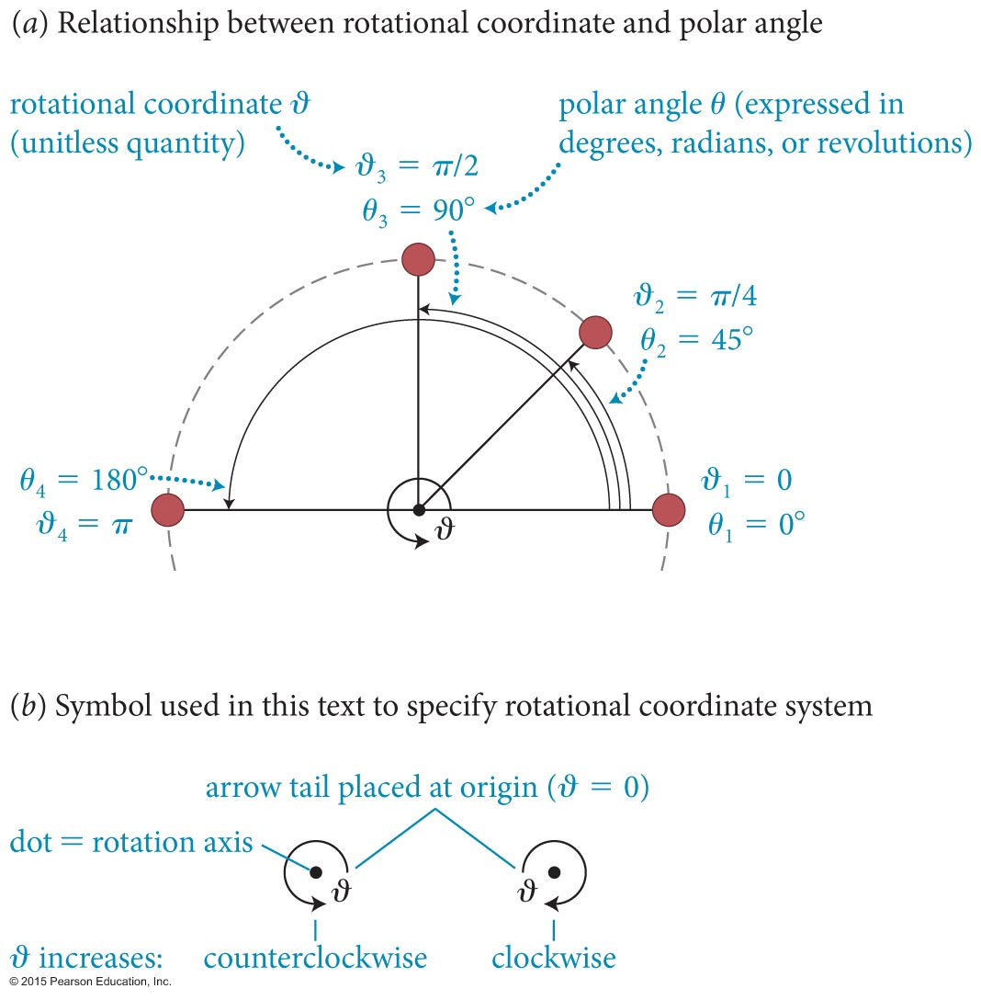 (a) Relationship between rotational coordinate and polar angle
rotational coordinate ϑ
(unitless quantity)
polar angle θ (expressed in
degrees, radians, or revolutions)
ϑ₃ = π/2
θ₃ = 90°
ϑ₂ = π/4
θ₂ = 45°
θ₄ = 180°
ϑ₄ = π
ϑ₁ = 0
θ₁ = 0°
ϑ
(b) Symbol used in this text to specify rotational coordinate system
arrow tail placed at origin (ϑ = 0)
dot = rotation axis
ϑ ϑ
ϑ increases: counterclockwise clockwise
© 2015 Pearson Education, Inc.